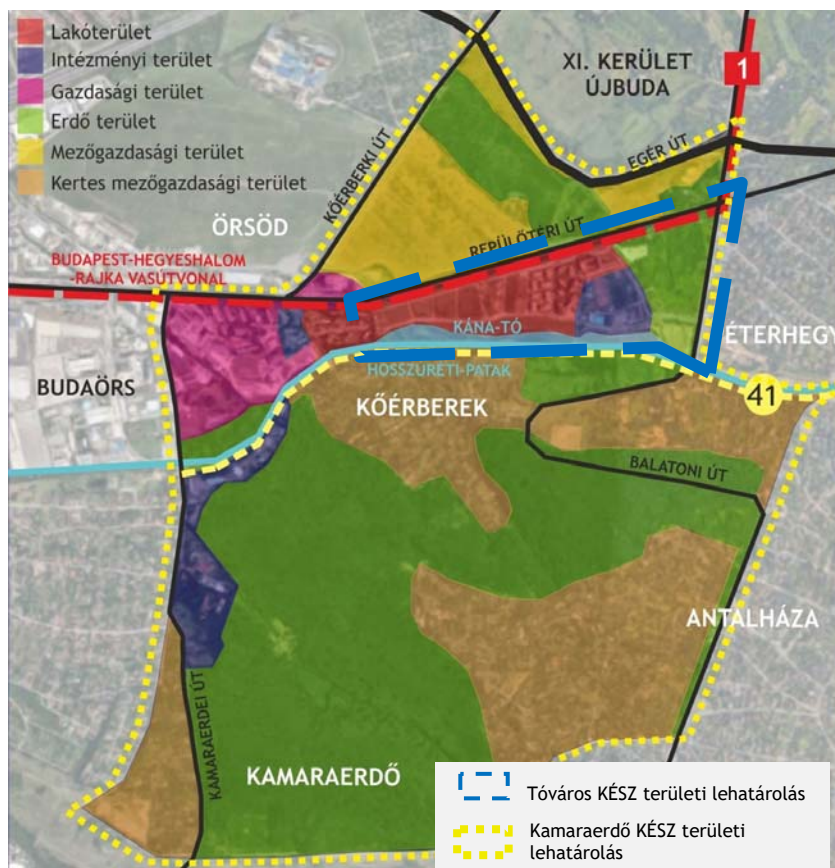 Lakóterület
Intézményi terület
Gazdasági terület
Erdő terület
Mezőgazdasági terület
Kertes mezőgazdasági terület
XI. KERÜLET
ÚJBUDA
1
KŐÉRBERKI ÚT
EGÉR ÚT
ÖRSÖD
REPÜLŐTÉRI ÚT
BUDAPEST-HEGYESHALOM
-RAJKA VASÚTVONAL
KÁNA-TÓ
ÉTERHEGY
HOSSZÚRÉTI-PATAK
BUDAÖRS
KŐÉRBEREK
41
BALATONI ÚT
ANTALHÁZA
KAMARAERDEI ÚT
KAMARAERDŐ
Tóváros KÉSZ területi lehatárolás
Kamaraerdő KÉSZ területi
lehatárolás